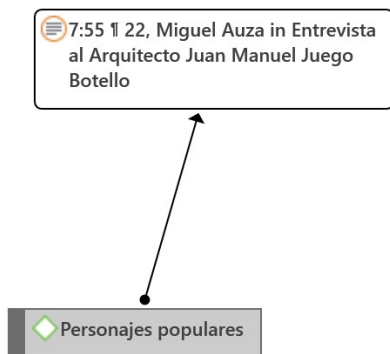 7:55 ¶ 22, Miguel Auza in Entrevista
al Arquitecto Juan Manuel Juego
Botello
Personajes populares